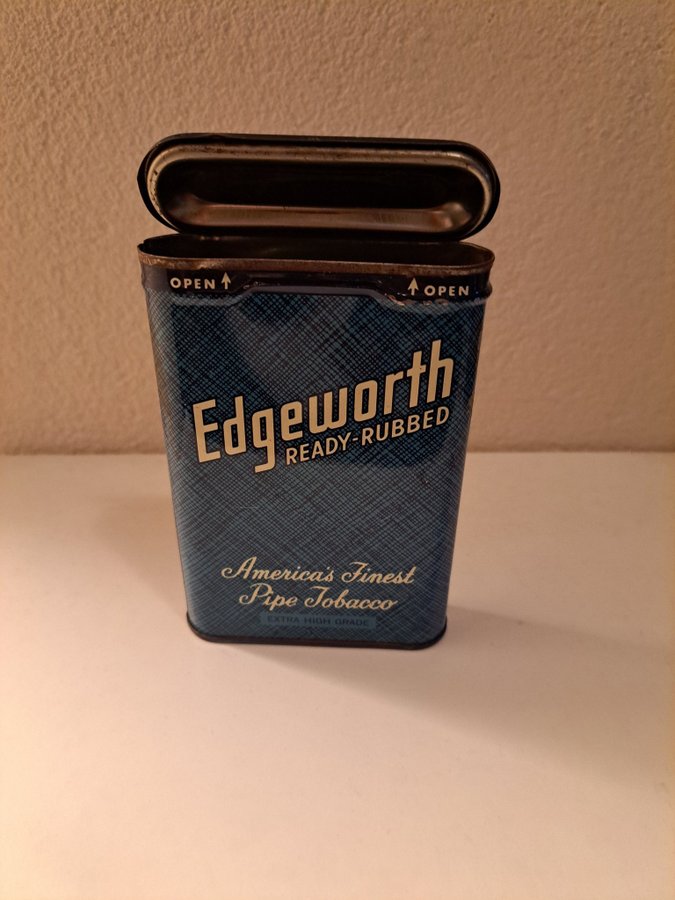 OPEN ↑ ↑ OPEN
Edgeworth
READY-RUBBED
America's Finest
Pipe Tobacco
EXTRA HIGH GRADE